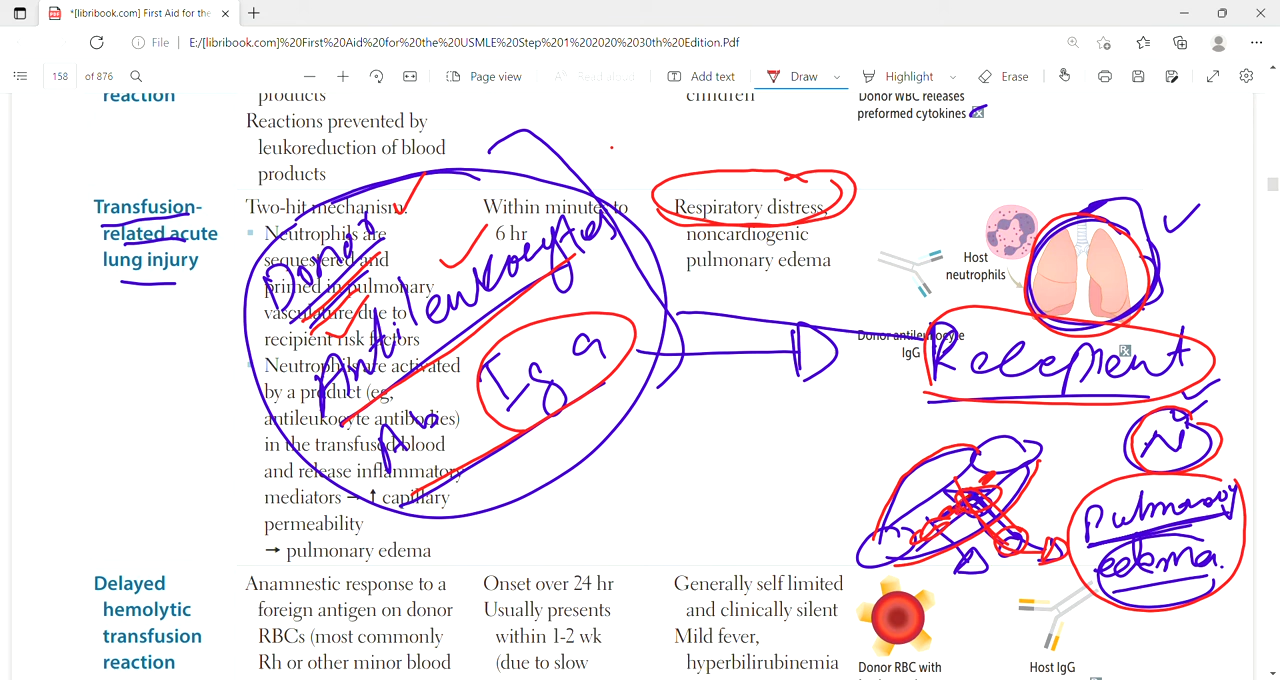 *[libribook.com] First Aid for the
File E:/[libribook.com]%20First%20Aid%20for%20the%20USMLE%20Step%201%202020%2030th%20Edition.Pdf
158 of 876 Page view Read aloud Add text Draw Highlight Erase
reaction
products
Reactions prevented by
leukoreduction of blood
products
children
Donor WBC releases
preformed cytokines
Transfusion-
related acute
lung injury
Two-hit mechanism:
Neutrophils are
sequestered and
primed in pulmonary
vasculature due to
recipient risk factors
Neutrophils are activated
by a product (eg,
antileukocyte antibodies)
in the transfused blood
and release inflammatory
mediators → ↑ capillary
permeability
→ pulmonary edema
Within minutes to
6 hr
Respiratory distress,
noncardiogenic
pulmonary edema
Host
neutrophils
Donor antileukocyte
IgG
Donor
Antileukocytes
Ab
IgG
Recepient
N
Pulmonary
edema.
Delayed
hemolytic
transfusion
reaction
Anamnestic response to a
foreign antigen on donor
RBCs (most commonly
Rh or other minor blood
Onset over 24 hr
Usually presents
within 1-2 wk
(due to slow
Generally self limited
and clinically silent
Mild fever,
hyperbilirubinemia
Donor RBC with
Host IgG